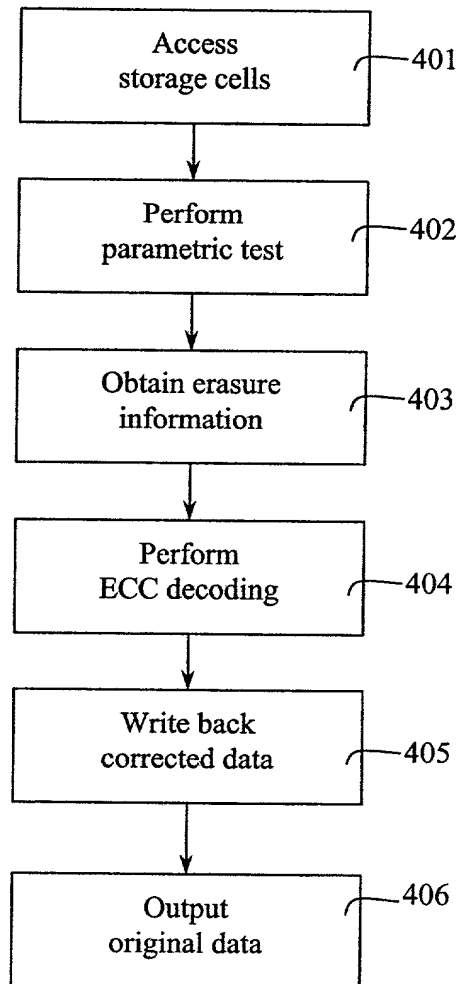 Access
storage cells
401
Perform
parametric test
402
Obtain erasure
information
403
Perform
ECC decoding
404
Write back
corrected data
405
Output
original data
406